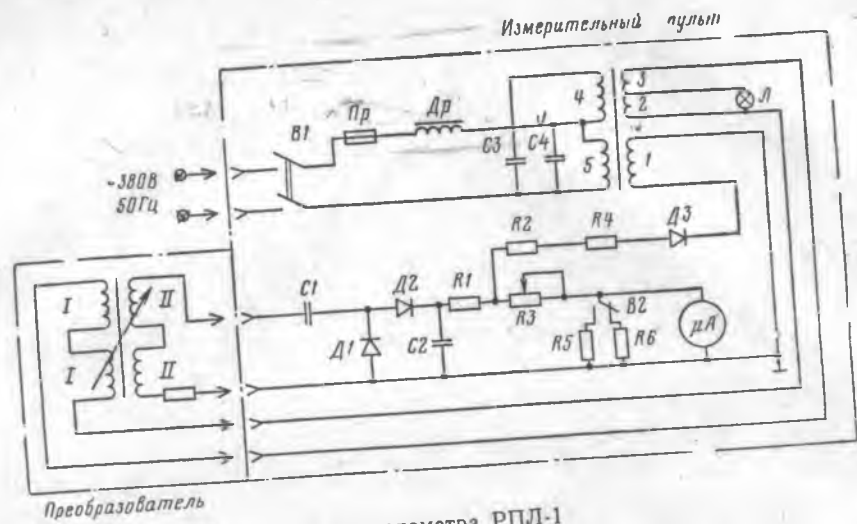 Измерительный пульт
Пр
Др
В1
С3
С4
4
5
3
2
1
Л
~380В
50Гц
R2
R4
Д3
I
II
С1
Д2
R1
R3
В2
Д1
С2
R5
R6
μА
I
II
Преобразователь
РПЛ-1